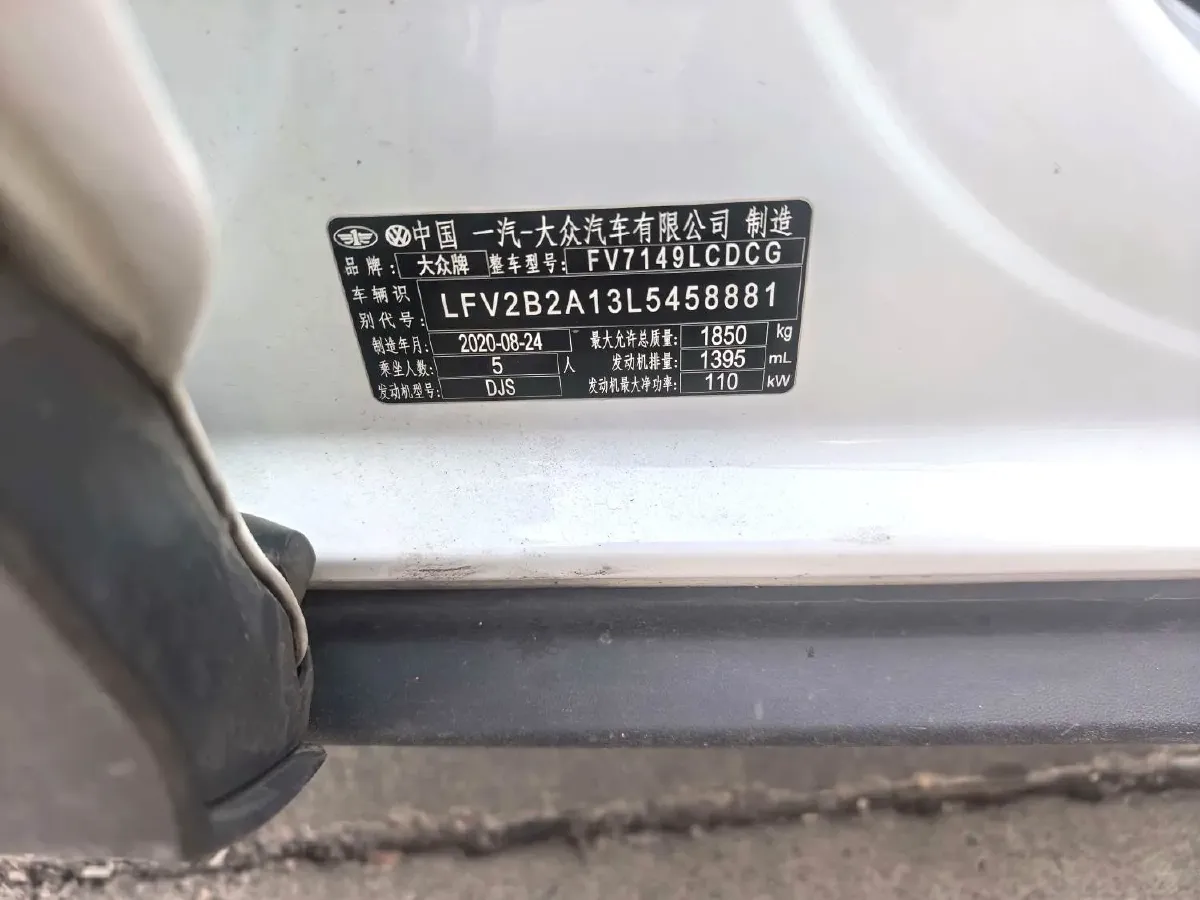 中国 一汽-大众汽车有限公司 制造
品牌: 大众牌 整车型号: FV7149LCDCG
车辆识别代号: LFV2B2A13L5458881
制造年月: 2020-08-24 最大允许总质量: 1850 kg
乘坐人数: 5 人 发动机排量: 1395 mL
发动机型号: DJS 发动机最大净功率: 110 kW